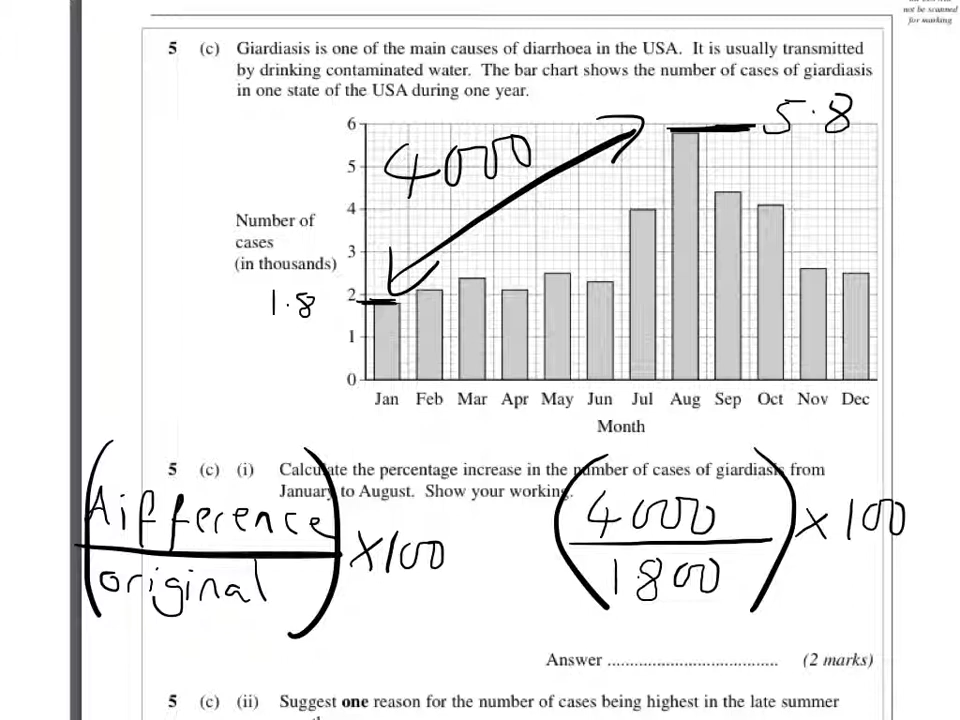 not be scanned
for marking
5 (c) Giardiasis is one of the main causes of diarrhoea in the USA. It is usually transmitted
by drinking contaminated water. The bar chart shows the number of cases of giardiasis
in one state of the USA during one year.
6
5.8
4000
5
4
Number of
cases
(in thousands)
3
1.8
2
1
0
Jan Feb Mar Apr May Jun Jul Aug Sep Oct Nov Dec
Month
5 (c) (i) Calculate the percentage increase in the number of cases of giardiasis from
January to August. Show your working.
(difference / original) × 100
(4000 / 1800) × 100
Answer ...................................... (2 marks)
5 (c) (ii) Suggest one reason for the number of cases being highest in the late summer